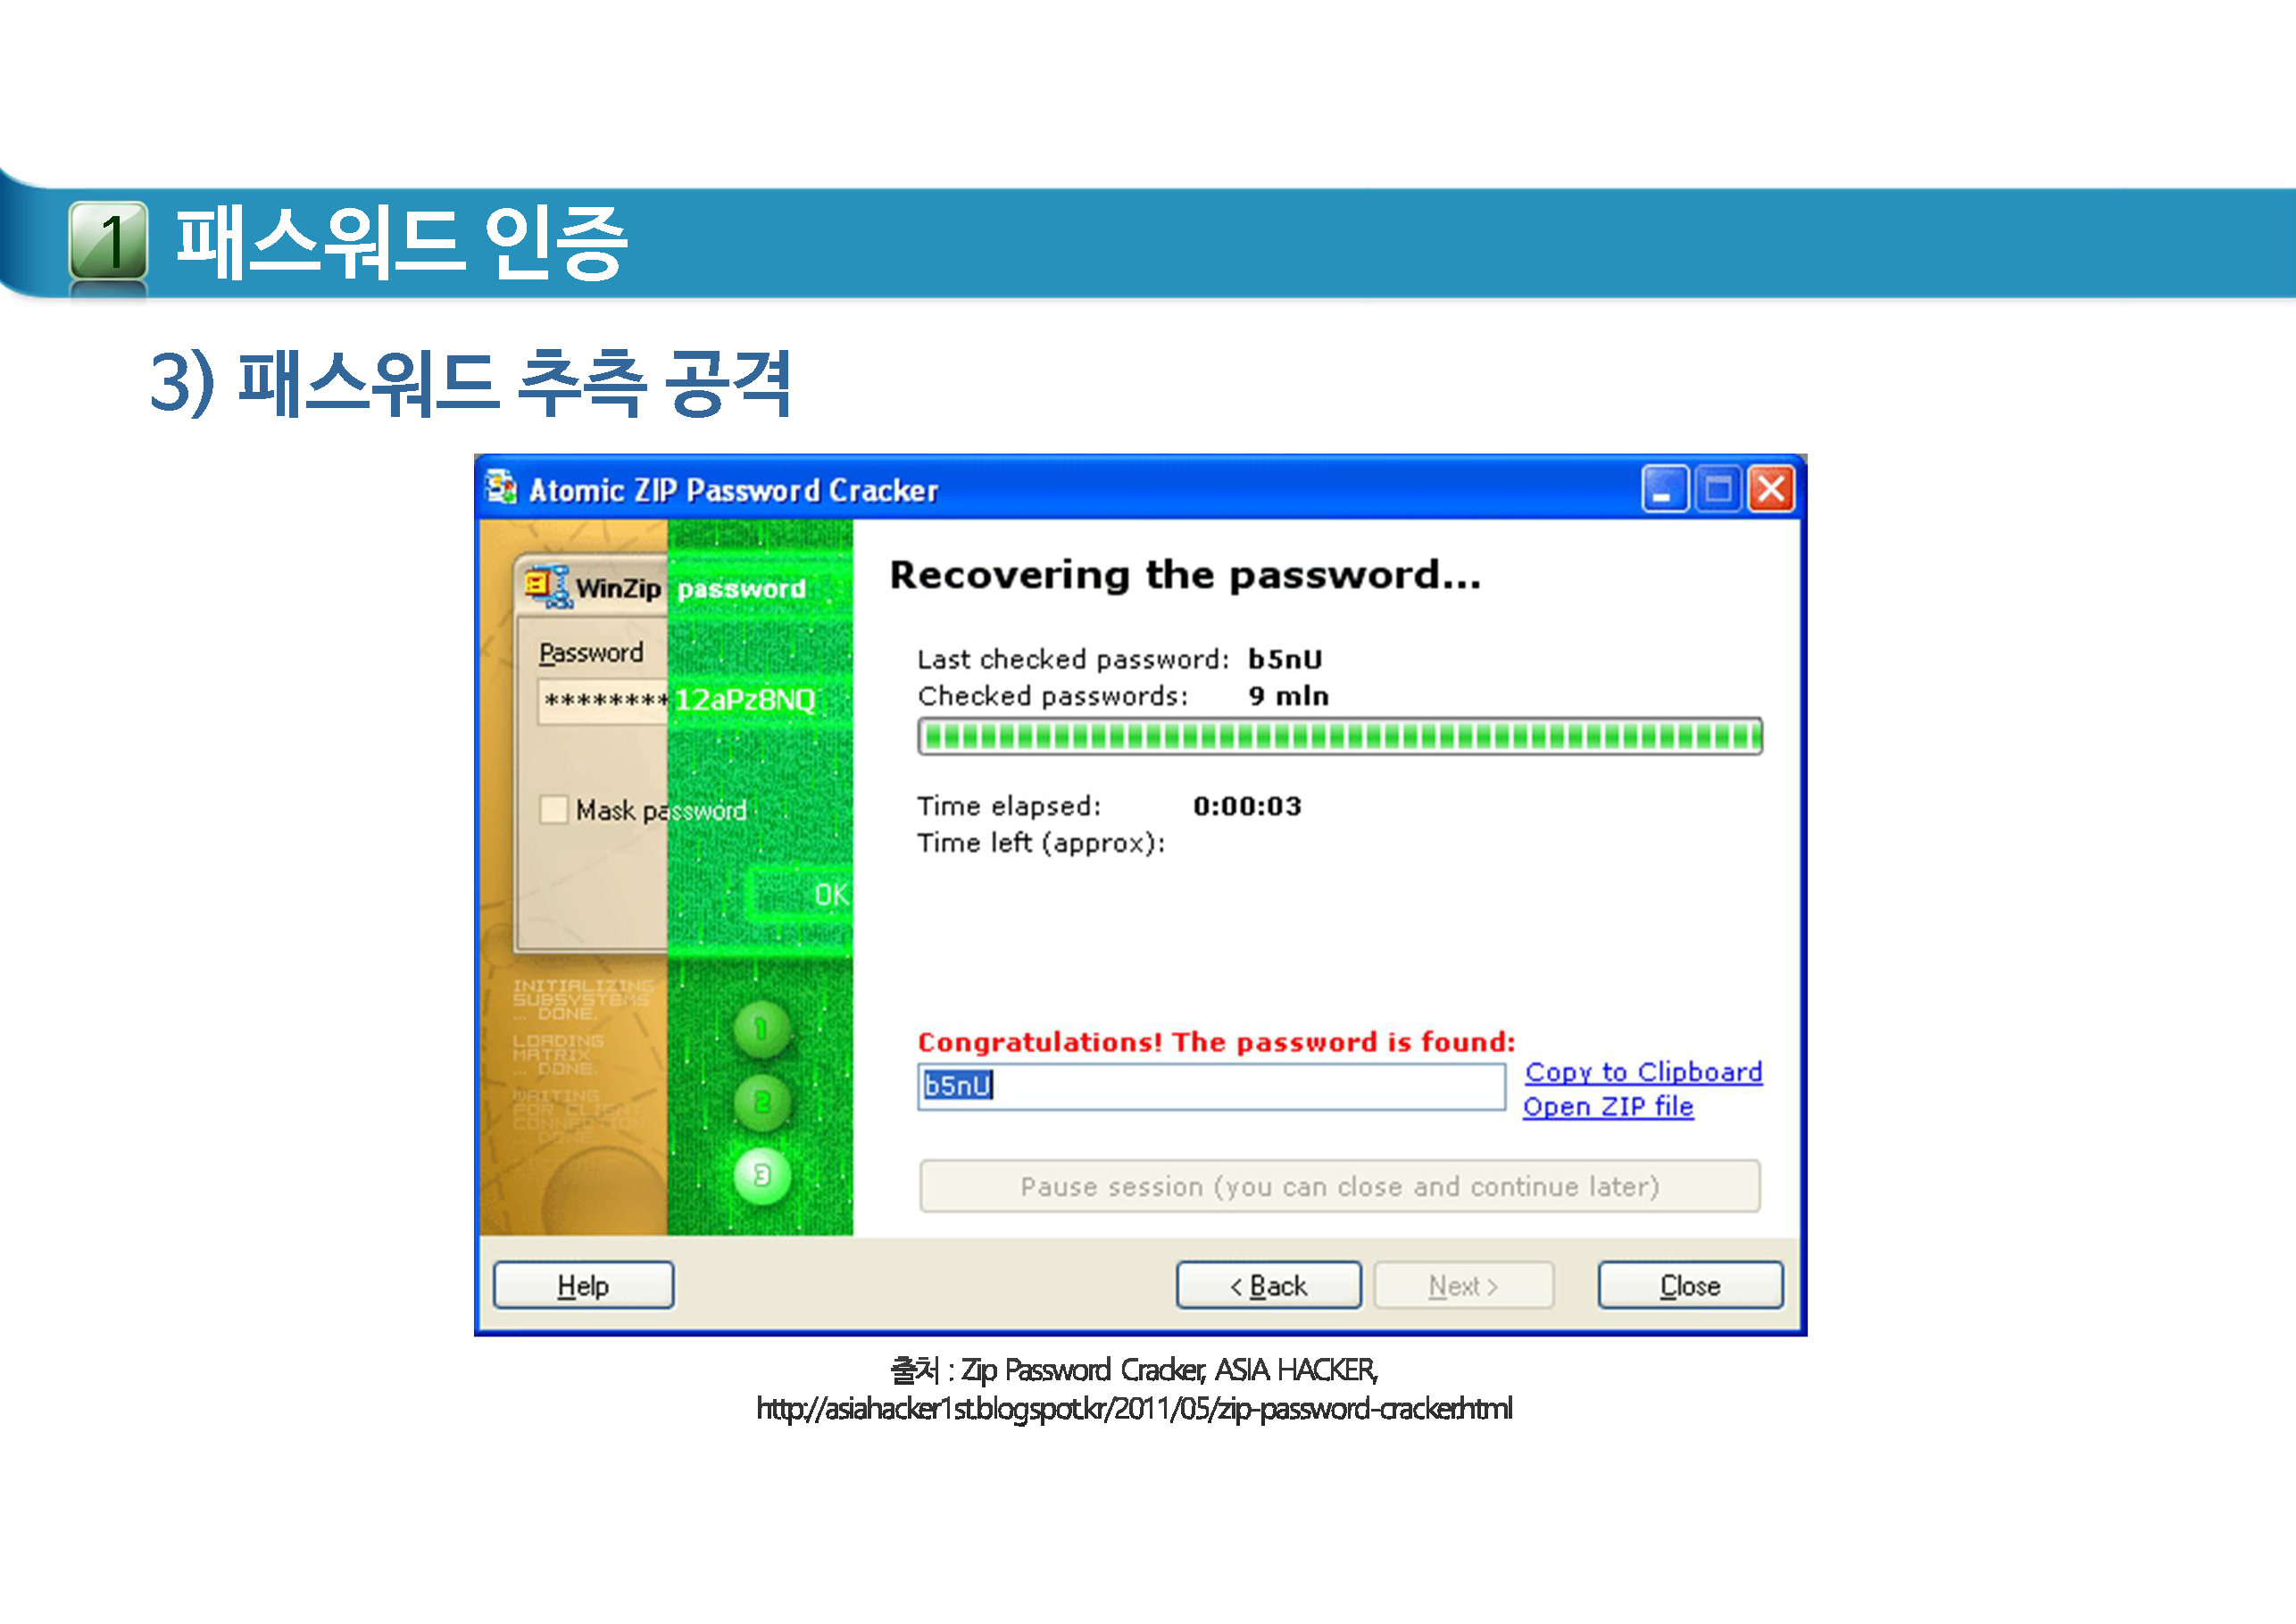 1 패스워드 인증
3) 패스워드 추측 공격
Atomic ZIP Password Cracker
WinZip password
Password
********12aPz8NQ
Mask password
OK
INITIALIZING
SUBSYSTEMS
... DONE.
LOADING
MATRIX
... DONE.
WAITING
FOR CLIENT
CONNECTION
... DONE
1
2
3
Recovering the password...
Last checked password: b5nU
Checked passwords: 9 mln
Time elapsed: 0:00:03
Time left (approx):
Congratulations! The password is found:
b5nU
Copy to Clipboard
Open ZIP file
Pause session (you can close and continue later)
Help
< Back
Next >
Close
출처 : Zip Password Cracker, ASIA HACKER,
http://asiahacker1st.blogspot.kr/2011/05/zip-password-cracker.html